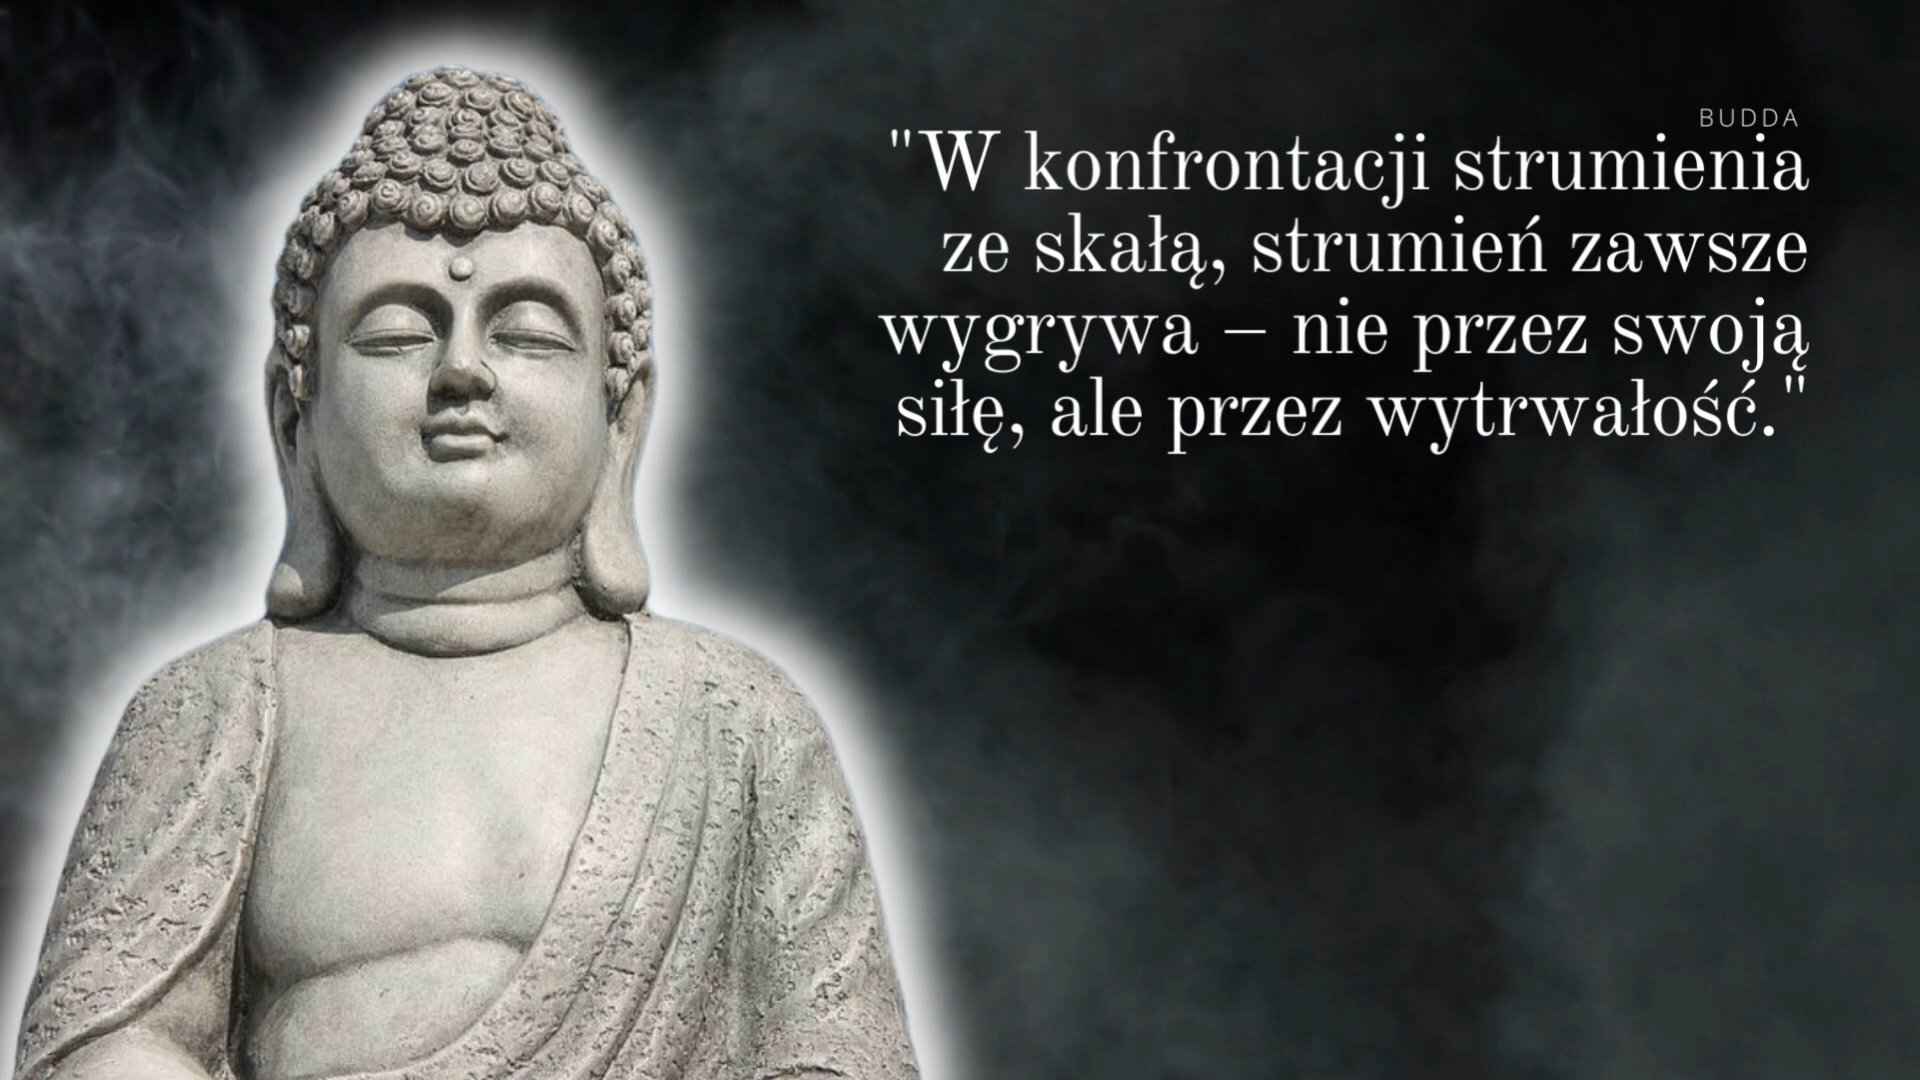 BUDDA
"W konfrontacji strumienia
ze skałą, strumień zawsze
wygrywa – nie przez swoją
siłę, ale przez wytrwałość."